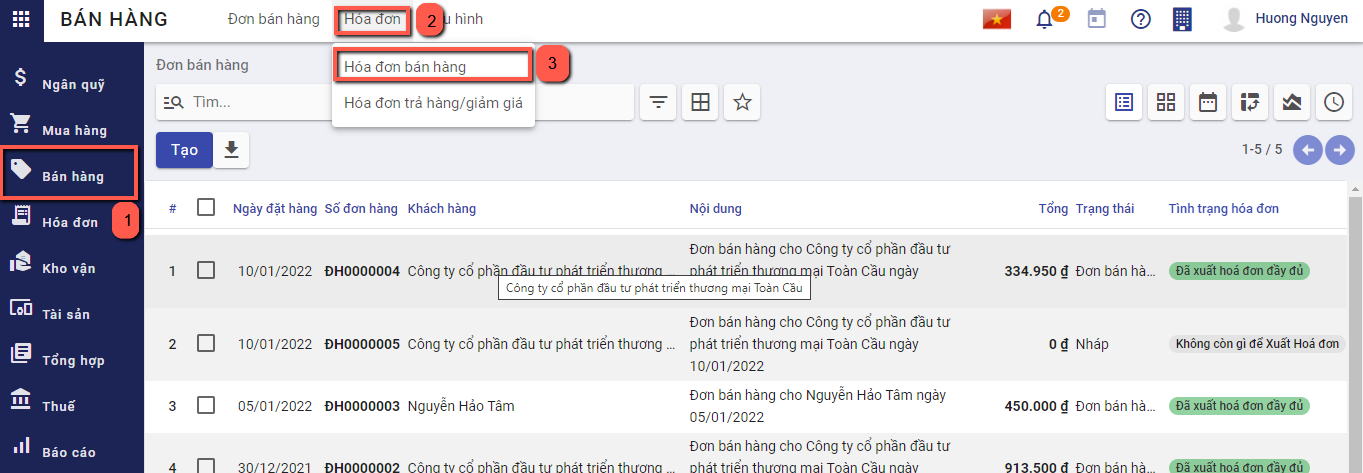 BÁN HÀNG
Đơn bán hàng
Hóa đơn
2
u hình
2
Huong Nguyen
Ngân quỹ
Mua hàng
Bán hàng
Hóa đơn
1
Kho vận
Tài sản
Tổng hợp
Thuế
Báo cáo
Đơn bán hàng
Hóa đơn bán hàng
3
Hóa đơn trả hàng/giảm giá
Tìm...
Tạo
1-5 / 5
# Ngày đặt hàng Số đơn hàng Khách hàng Nội dung Tổng Trạng thái Tình trạng hóa đơn
Đơn bán hàng cho Công ty cổ phần đầu tư
1 10/01/2022 ĐH0000004 Công ty cổ phần đầu tư phát triển thương ... phát triển thương mại Toàn Cầu ngày 334.950 ₫ Đơn bán hà... Đã xuất hoá đơn đầy đủ
Công ty cổ phần đầu tư phát triển thương mại Toàn Cầu
Đơn bán hàng cho Công ty cổ phần đầu tư
2 10/01/2022 ĐH0000005 Công ty cổ phần đầu tư phát triển thương ... phát triển thương mại Toàn Cầu ngày 0 ₫ Nháp Không còn gì để Xuất Hoá đơn
10/01/2022
Đơn bán hàng cho Nguyễn Hảo Tâm ngày
3 05/01/2022 ĐH0000003 Nguyễn Hảo Tâm 450.000 ₫ Đơn bán hà... Đã xuất hoá đơn đầy đủ
05/01/2022
Đơn bán hàng cho Công ty cổ phần đầu tư
4 30/12/2021 ĐH0000002 Công ty cổ phần đầu tư phát triển thương ... phát triển thương mại Toàn Cầu ngày 913.500 ₫ Đơn bán hà... Đã xuất hoá đơn đầy đủ